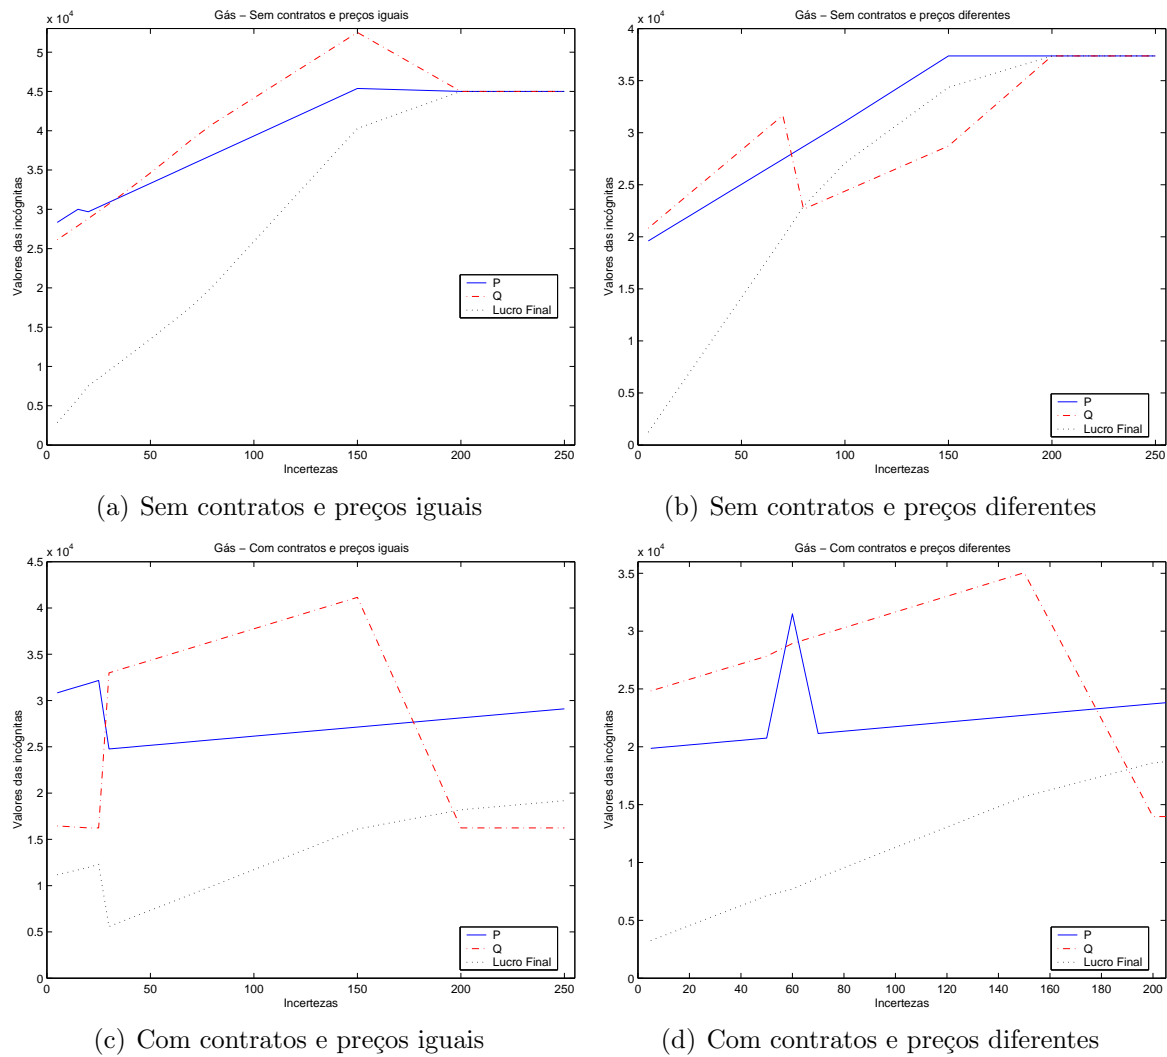 Gás − Sem contratos e preços iguais
x 10^4
5
4.5
4
3.5
3
2.5
2
1.5
1
0.5
0
Valores das incógnitas
P
Q
Lucro Final
0 50 100 150 200 250
Incertezas
(a) Sem contratos e preços iguais
Gás − Sem contratos e preços diferentes
x 10^4
4
3.5
3
2.5
2
1.5
1
0.5
0
Valores das incógnitas
P
Q
Lucro Final
0 50 100 150 200 250
Incertezas
(b) Sem contratos e preços diferentes
Gás − Com contratos e preços iguais
x 10^4
4.5
4
3.5
3
2.5
2
1.5
1
0.5
0
Valores das incógnitas
P
Q
Lucro Final
0 50 100 150 200 250
Incertezas
(c) Com contratos e preços iguais
Gás − Com contratos e preços diferentes
x 10^4
3.5
3
2.5
2
1.5
1
0.5
0
Valores das incógnitas
P
Q
Lucro Final
0 20 40 60 80 100 120 140 160 180 200
Incertezas
(d) Com contratos e preços diferentes